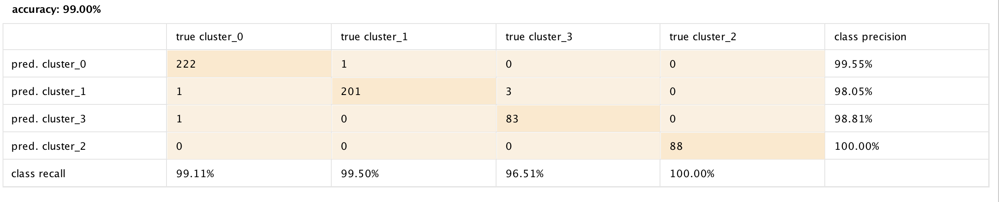 accuracy: 99.00%
true cluster_0 true cluster_1 true cluster_3 true cluster_2 class precision
pred. cluster_0 222 1 0 0 99.55%
pred. cluster_1 1 201 3 0 98.05%
pred. cluster_3 1 0 83 0 98.81%
pred. cluster_2 0 0 0 88 100.00%
class recall 99.11% 99.50% 96.51% 100.00%